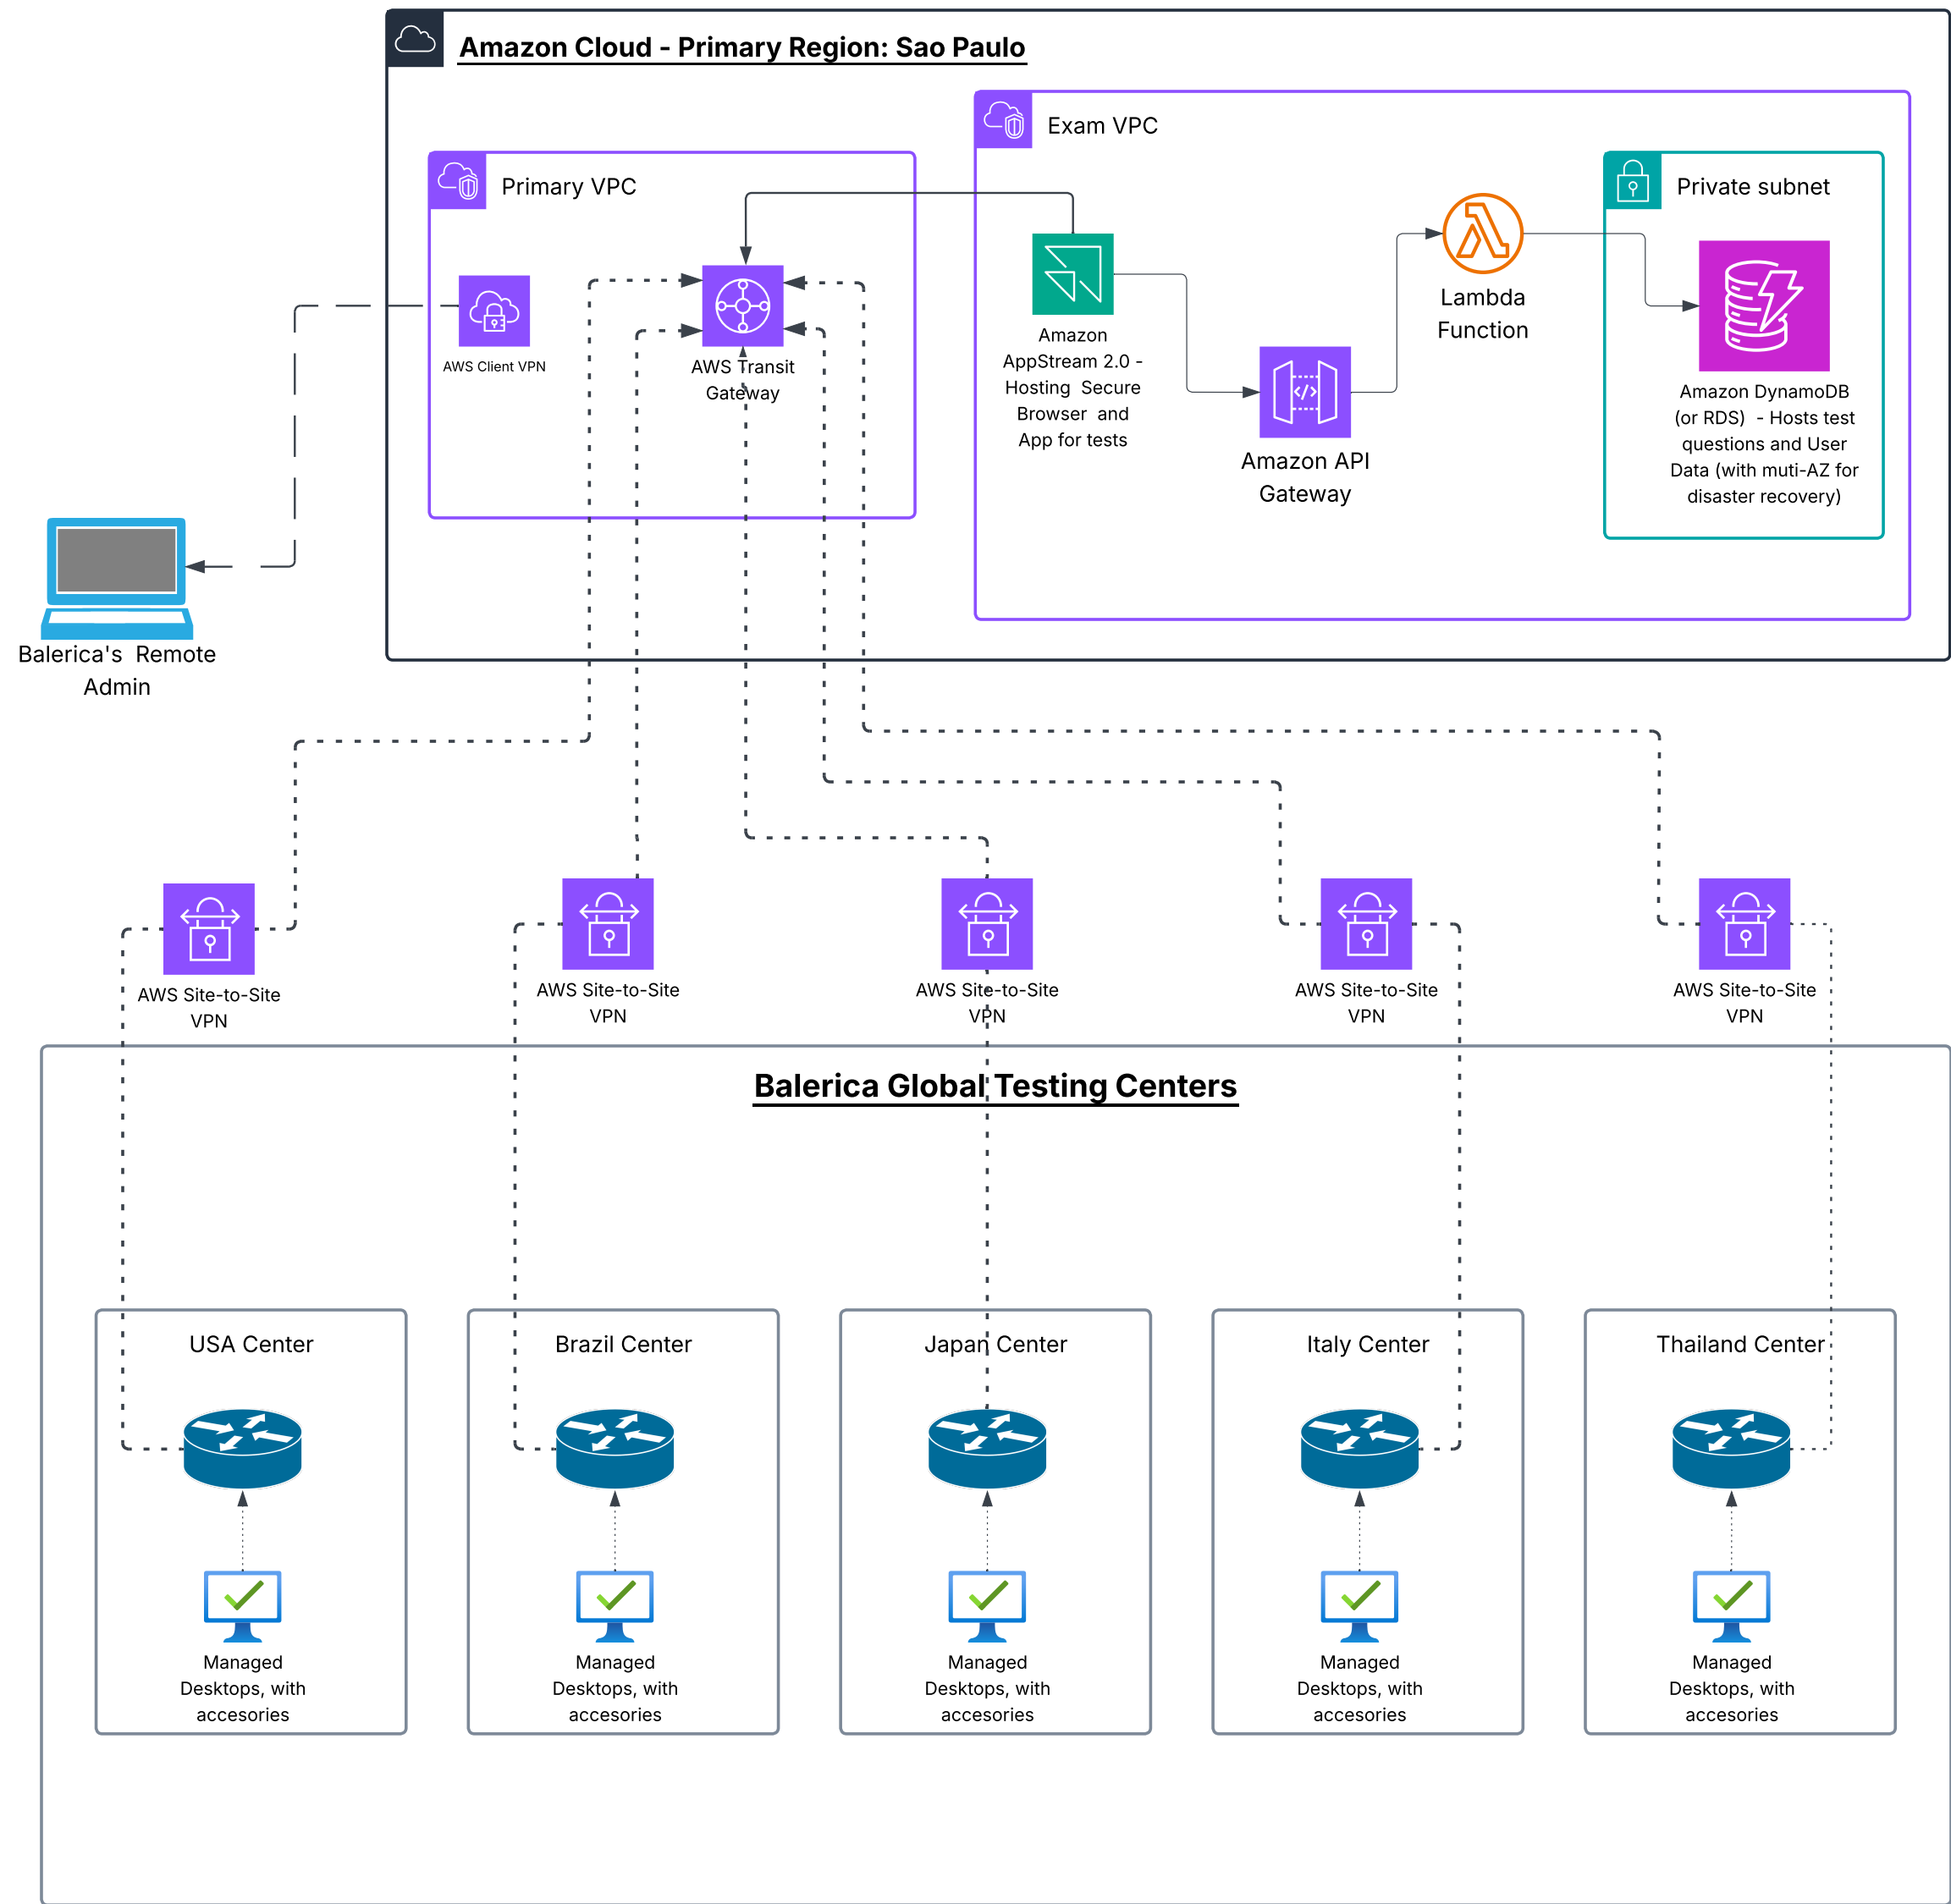 Amazon Cloud - Primary Region: Sao Paulo
Exam VPC
Primary VPC
Private subnet
AWS Client VPN
AWS Transit
Gateway
Amazon
AppStream 2.0 -
Hosting Secure
Browser and
App for tests
Amazon API
Gateway
Lambda
Function
Amazon DynamoDB
(or RDS) - Hosts test
questions and User
Data (with muti-AZ for
disaster recovery)
Balerica's Remote
Admin
AWS Site-to-Site
VPN
AWS Site-to-Site
VPN
AWS Site-to-Site
VPN
AWS Site-to-Site
VPN
AWS Site-to-Site
VPN
Balerica Global Testing Centers
USA Center
Brazil Center
Japan Center
Italy Center
Thailand Center
Managed
Desktops, with
accesories
Managed
Desktops, with
accesories
Managed
Desktops, with
accesories
Managed
Desktops, with
accesories
Managed
Desktops, with
accesories